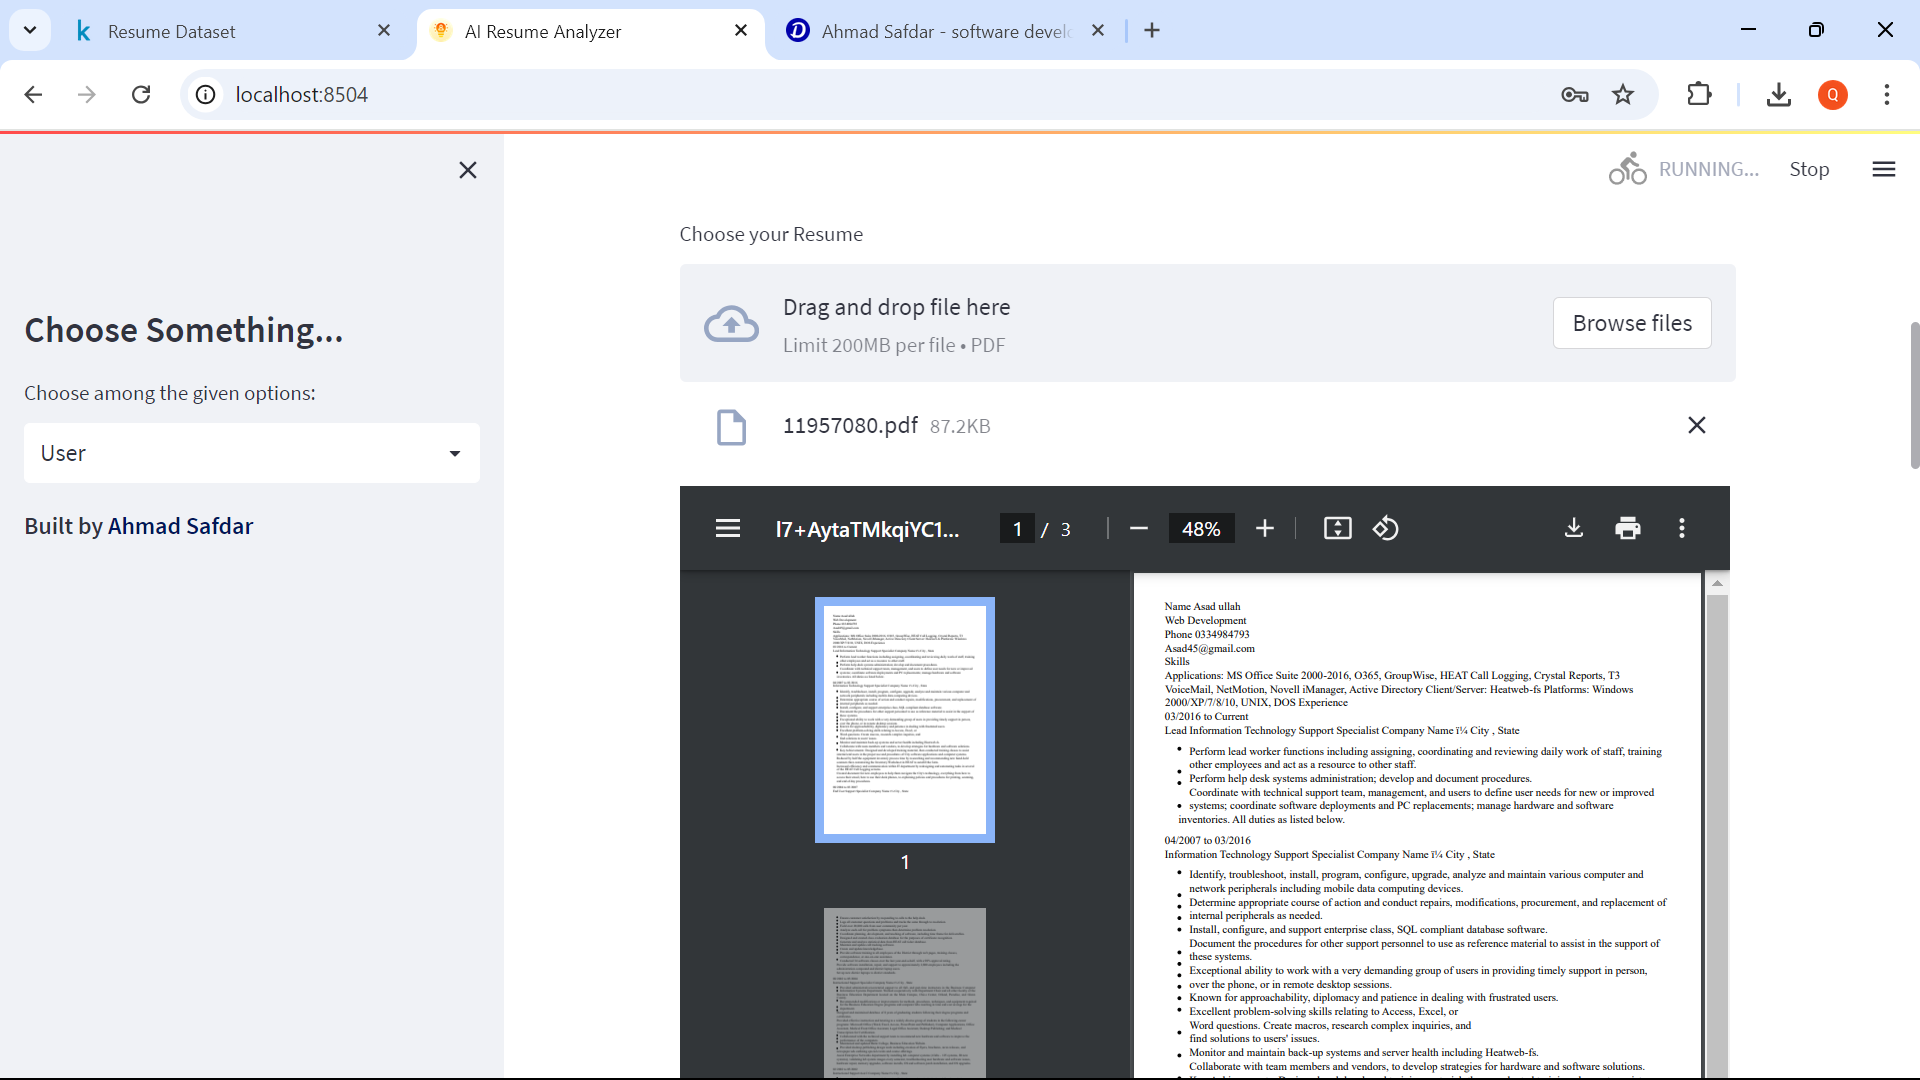 Resume Dataset
AI Resume Analyzer
Ahmad Safdar - software devel
localhost:8504
Q
RUNNING...
Stop
Choose Something...
Choose among the given options:
User
Built by Ahmad Safdar
Choose your Resume
Drag and drop file here
Limit 200MB per file • PDF
Browse files
11957080.pdf 87.2KB
l7+AytaTMkqiYC1...
1 / 3
48%
1
Name Asad ullah
Web Development
Phone 0334984793
Asad45@gmail.com
Skills
Applications: MS Office Suite 2000-2016, O365, GroupWise, HEAT Call Logging, Crystal Reports, T3
VoiceMail, NetMotion, Novell iManager, Active Directory Client/Server: Heatweb-fs Platforms: Windows
2000/XP/7/8/10, UNIX, DOS Experience
03/2016 to Current
Lead Information Technology Support Specialist Company Name ï¼ City , State
• Perform lead worker functions including assigning, coordinating and reviewing daily work of staff, training
other employees and act as a resource to other staff.
• Perform help desk systems administration; develop and document procedures.
Coordinate with technical support team, management, and users to define user needs for new or improved
• systems; coordinate software deployments and PC replacements; manage hardware and software
inventories. All duties as listed below.
04/2007 to 03/2016
Information Technology Support Specialist Company Name ï¼ City , State
• Identify, troubleshoot, install, program, configure, upgrade, analyze and maintain various computer and
network peripherals including mobile data computing devices.
• Determine appropriate course of action and conduct repairs, modifications, procurement, and replacement of
• internal peripherals as needed.
• Install, configure, and support enterprise class, SQL compliant database software.
Document the procedures for other support personnel to use as reference material to assist in the support of
• these systems.
• Exceptional ability to work with a very demanding group of users in providing timely support in person,
• over the phone, or in remote desktop sessions.
• Known for approachability, diplomacy and patience in dealing with frustrated users.
• Excellent problem-solving skills relating to Access, Excel, or
Word questions. Create macros, research complex inquiries, and
• find solutions to users' issues.
• Monitor and maintain back-up systems and server health including Heatweb-fs.
Collaborate with team members and vendors, to develop strategies for hardware and software solutions.